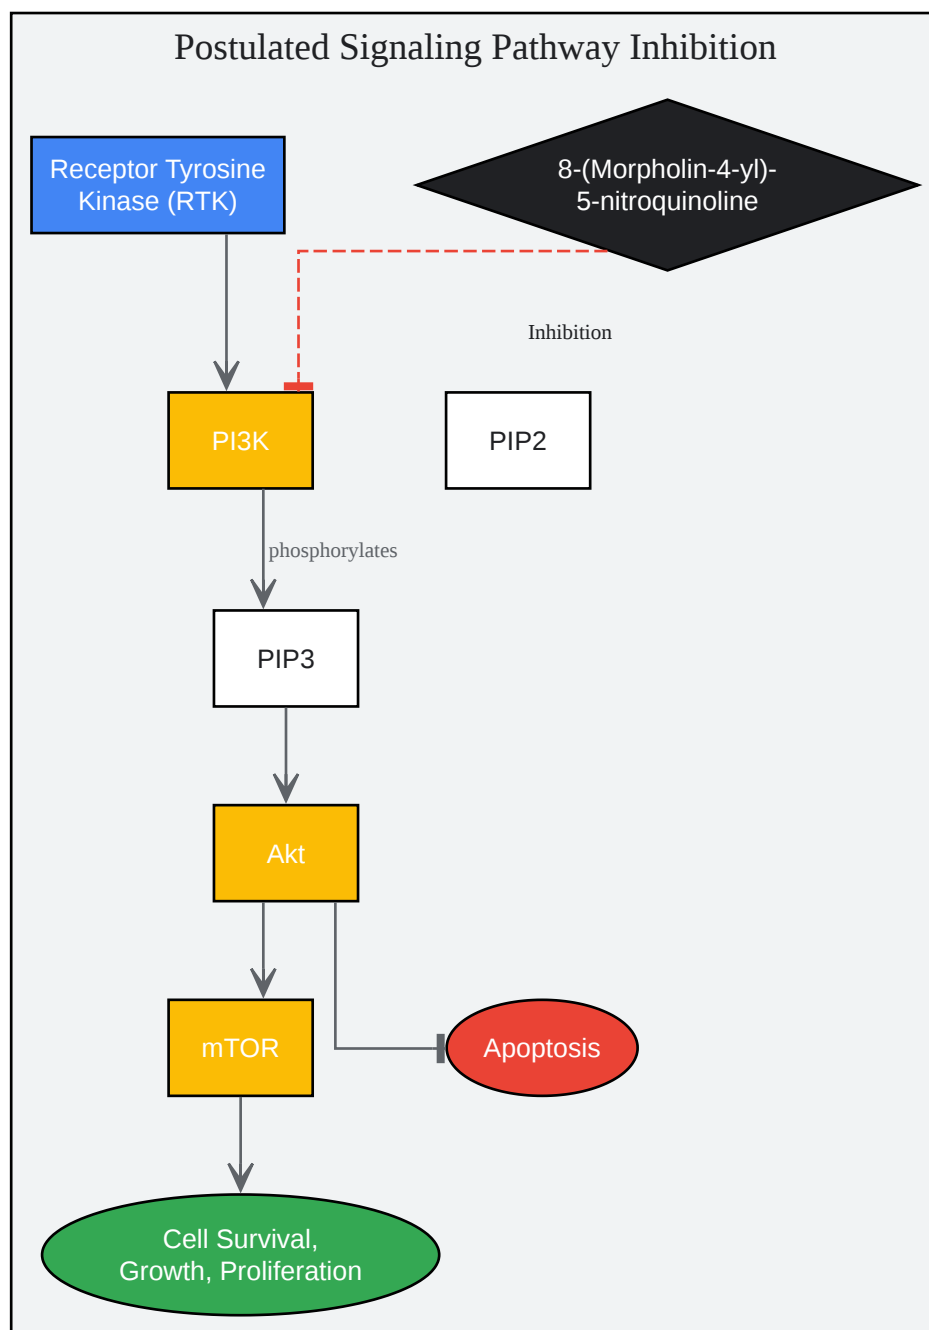 Postulated Signaling Pathway Inhibition
Receptor Tyrosine
Kinase (RTK)
8-(Morpholin-4-yl)-
5-nitroquinoline
Inhibition
PI3K
PIP2
phosphorylates
PIP3
Akt
mTOR
Apoptosis
Cell Survival,
Growth, Proliferation